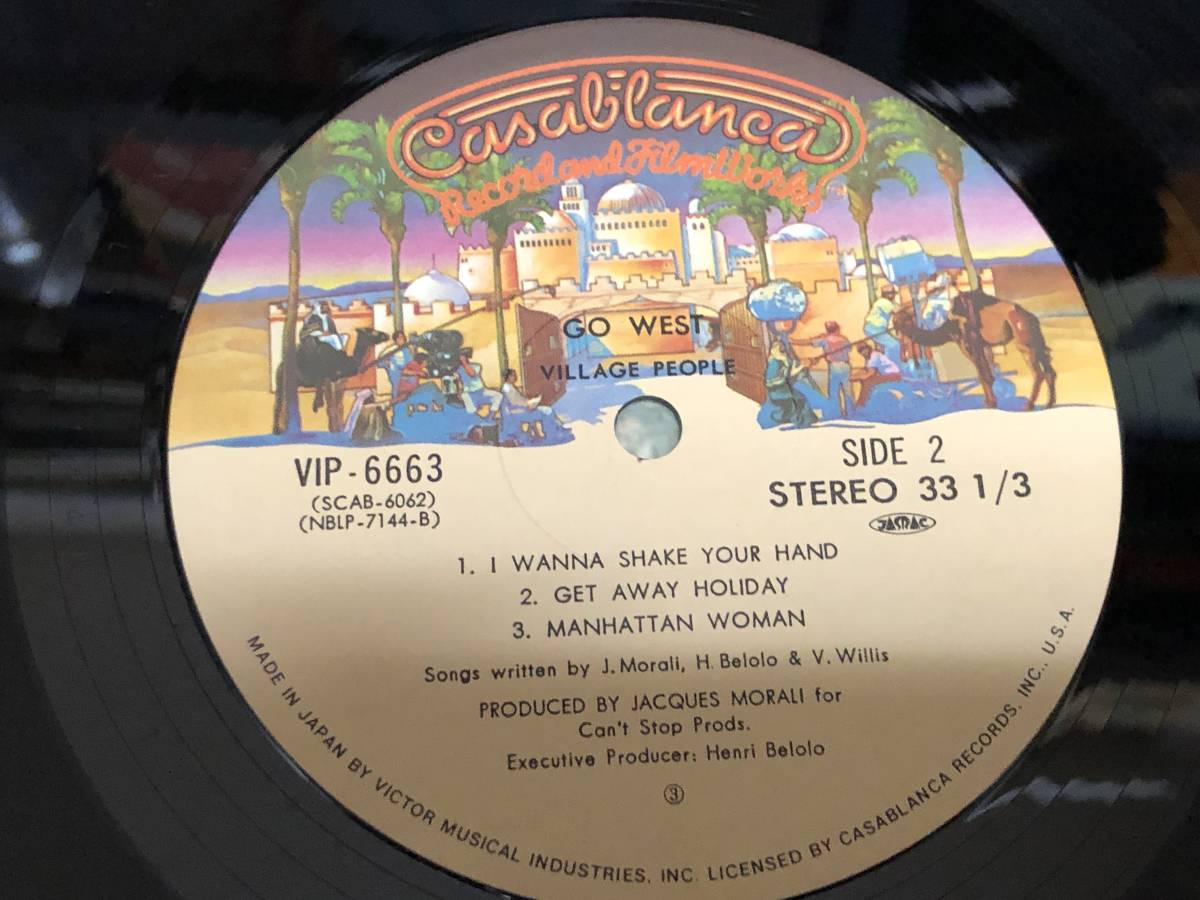 Casablanca
Record and FilmWorks
GO WEST
VILLAGE PEOPLE
VIP-6663
(SCAB-6062)
(NBLP-7144-B)
SIDE 2
STEREO 33 1/3
JASRAC
1. I WANNA SHAKE YOUR HAND
2. GET AWAY HOLIDAY
3. MANHATTAN WOMAN
Songs written by J. Morali, H. Belolo & V. Willis
PRODUCED BY JACQUES MORALI for
Can't Stop Prods.
Executive Producer: Henri Belolo
③
MADE IN JAPAN BY VICTOR MUSICAL INDUSTRIES, INC. LICENSED BY CASABLANCA RECORDS, INC., U.S.A.